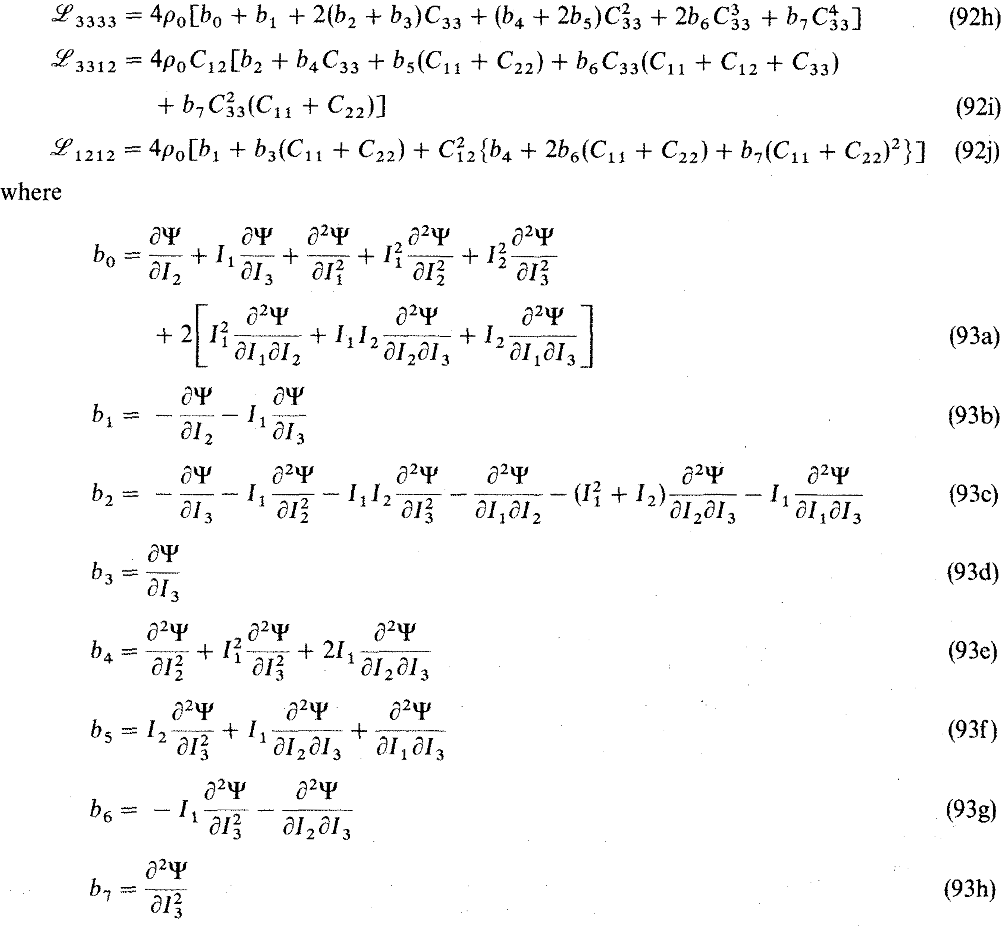 ℒ₃₃₃₃ = 4ρ₀[b₀ + b₁ + 2(b₂ + b₃)C₃₃ + (b₄ + 2b₅)C₃₃² + 2b₆C₃₃³ + b₇C₃₃⁴] (92h)
ℒ₃₃₁₂ = 4ρ₀C₁₂[b₂ + b₄C₃₃ + b₅(C₁₁ + C₂₂) + b₆C₃₃(C₁₁ + C₁₂ + C₃₃)
+ b₇C₃₃²(C₁₁ + C₂₂)] (92i)
ℒ₁₂₁₂ = 4ρ₀[b₁ + b₃(C₁₁ + C₂₂) + C₁₂²{b₄ + 2b₆(C₁₁ + C₂₂) + b₇(C₁₁ + C₂₂)²}] (92j)
where
b₀ = ∂Ψ/∂I₂ + I₁ ∂Ψ/∂I₃ + ∂²Ψ/∂I₁² + I₁² ∂²Ψ/∂I₂² + I₂² ∂²Ψ/∂I₃²
+ 2[I₁² ∂²Ψ/∂I₁∂I₂ + I₁I₂ ∂²Ψ/∂I₂∂I₃ + I₂ ∂²Ψ/∂I₁∂I₃] (93a)
b₁ = − ∂Ψ/∂I₂ − I₁ ∂Ψ/∂I₃ (93b)
b₂ = − ∂Ψ/∂I₃ − I₁ ∂²Ψ/∂I₂² − I₁I₂ ∂²Ψ/∂I₃² − ∂²Ψ/∂I₁∂I₂ − (I₁² + I₂) ∂²Ψ/∂I₂∂I₃ − I₁ ∂²Ψ/∂I₁∂I₃ (93c)
b₃ = ∂Ψ/∂I₃ (93d)
b₄ = ∂²Ψ/∂I₂² + I₁² ∂²Ψ/∂I₃² + 2I₁ ∂²Ψ/∂I₂∂I₃ (93e)
b₅ = I₂ ∂²Ψ/∂I₃² + I₁ ∂²Ψ/∂I₂∂I₃ + ∂²Ψ/∂I₁∂I₃ (93f)
b₆ = − I₁ ∂²Ψ/∂I₃² − ∂²Ψ/∂I₂∂I₃ (93g)
b₇ = ∂²Ψ/∂I₃² (93h)